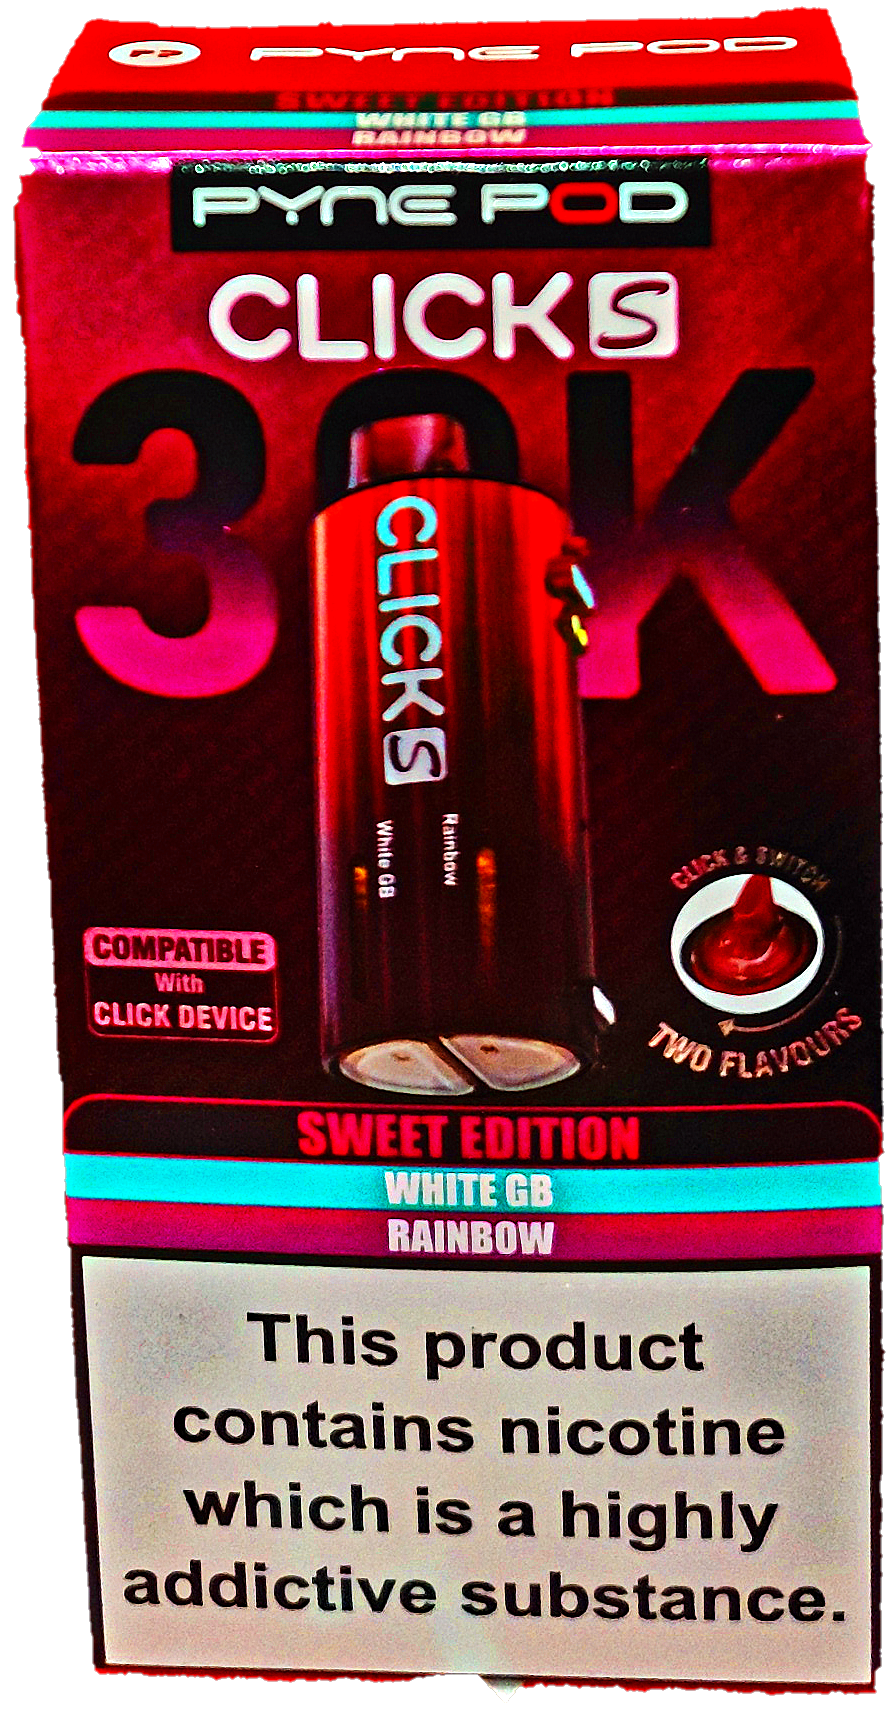 PYNE POD
SWEET EDITION
WHITE GB
RAINBOW
PYNE POD
CLICK S
30K
CLICK S
Rainbow
White GB
CLICK & SWITCH
TWO FLAVOURS
COMPATIBLE
With
CLICK DEVICE
SWEET EDITION
WHITE GB
RAINBOW
This product
contains nicotine
which is a highly
addictive substance.